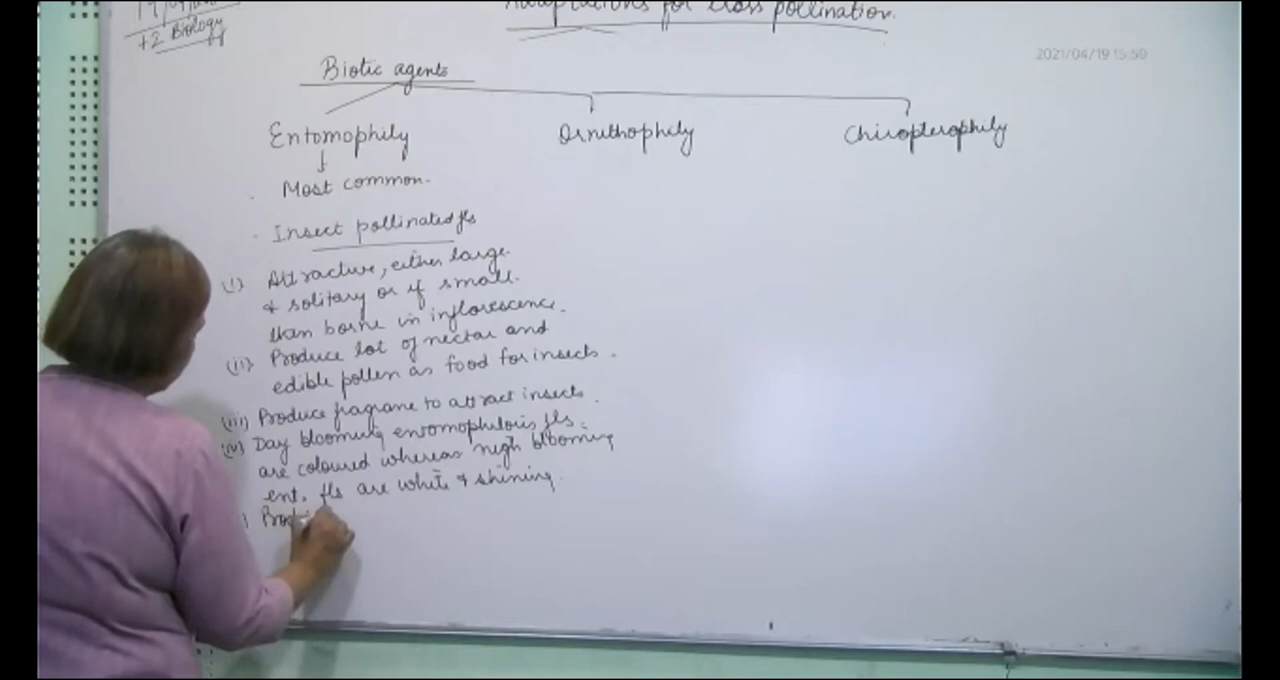 Adaptations for Cross pollination.
+2 Biology
2021/04/19 15:50
Biotic agents
Entomophily Ornithophily Chiropterophily
Most common.
Insect pollinated fls
(i) Attractive, either large
& solitary or if small.
then borne in inflorescence.
(ii) Produce lot of nectar and
edible pollen as food for insects.
(iii) Produce fragrane to attract insects.
(iv) Day blooming entomophilous fls.
are coloured whereas nigh blooming
ent. fls are white & shining.